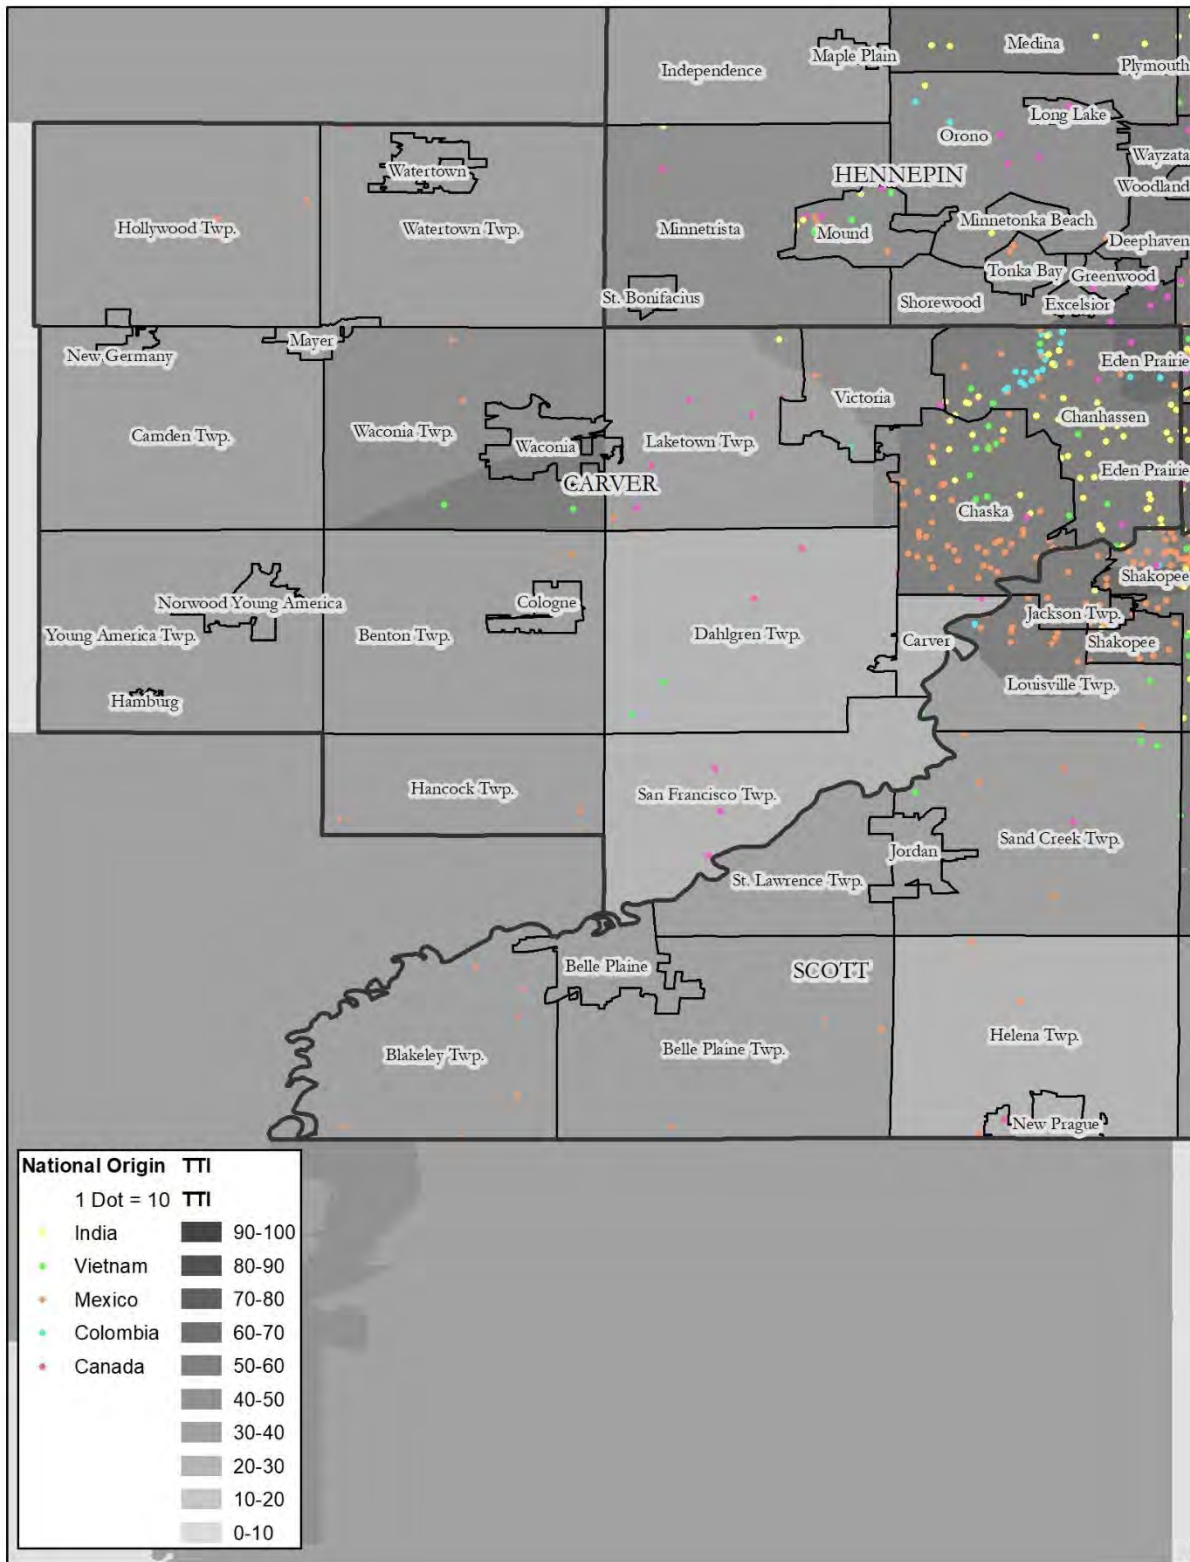 Medina
Maple Plain
Plymouth
Independence
Long Lake
Orono
Wayzata
Watertown
HENNEPIN
Woodland
Minnetonka Beach
Hollywood Twp.
Watertown Twp.
Minnetrista
Mound
Deephaven
Tonka Bay
Greenwood
St. Bonifacius
Shorewood
Excelsior
New Germany
Mayer
Eden Prairie
Victoria
Chanhassen
Camden Twp.
Waconia Twp.
Waconia
Laketown Twp.
Eden Prairie
CARVER
Chaska
Shakopee
Norwood Young America
Cologne
Jackson Twp.
Young America Twp.
Benton Twp.
Dahlgren Twp.
Carver
Shakopee
Louisville Twp.
Hamburg
Hancock Twp.
San Francisco Twp.
Sand Creek Twp.
Jordan
St. Lawrence Twp.
Belle Plaine
SCOTT
Helena Twp.
Blakeley Twp.
Belle Plaine Twp.
New Prague
National Origin TTI
1 Dot = 10 TTI
India 90-100
Vietnam 80-90
Mexico 70-80
Colombia 60-70
Canada 50-60
40-50
30-40
20-30
10-20
0-10